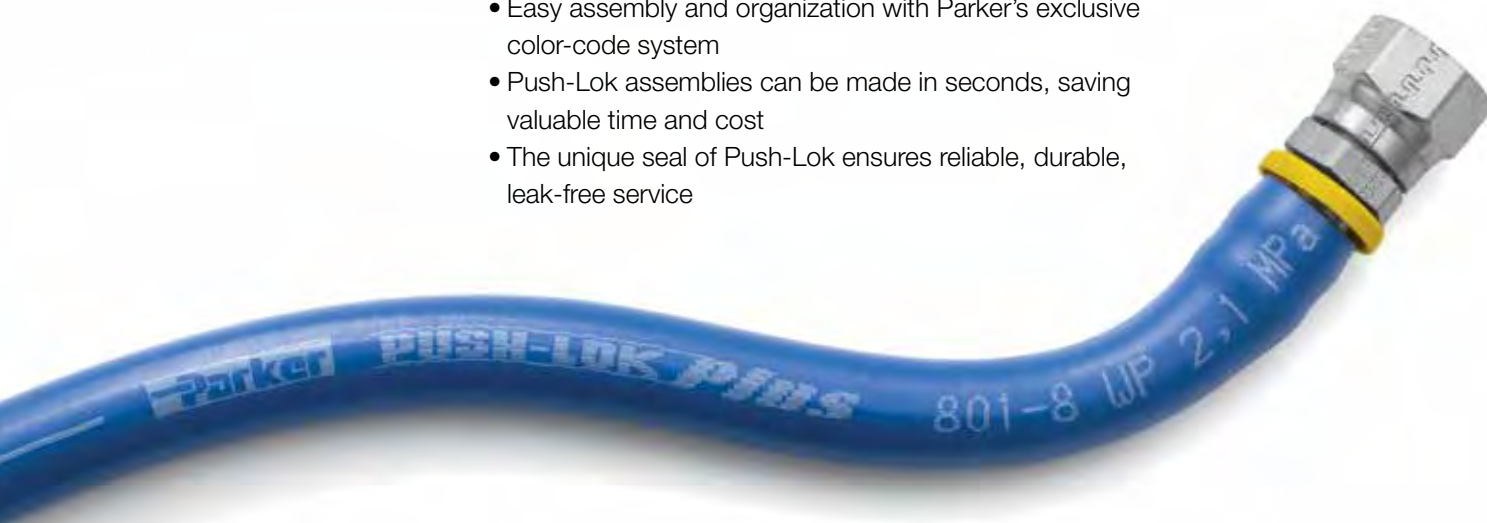 • Easy assembly and organization with Parker’s exclusive
color-code system
• Push-Lok assemblies can be made in seconds, saving
valuable time and cost
• The unique seal of Push-Lok ensures reliable, durable,
leak-free service
Parker PUSH-LOK Plus 801-8 WP 2,1 MPa